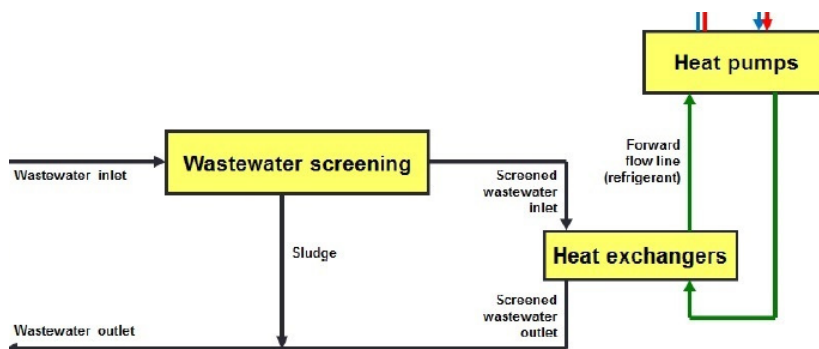 Heat pumps
Forward
flow line
(refrigerant)
Wastewater screening
Wastewater inlet
Screened
wastewater
inlet
Sludge
Heat exchangers
Screened
wastewater
outlet
Wastewater outlet